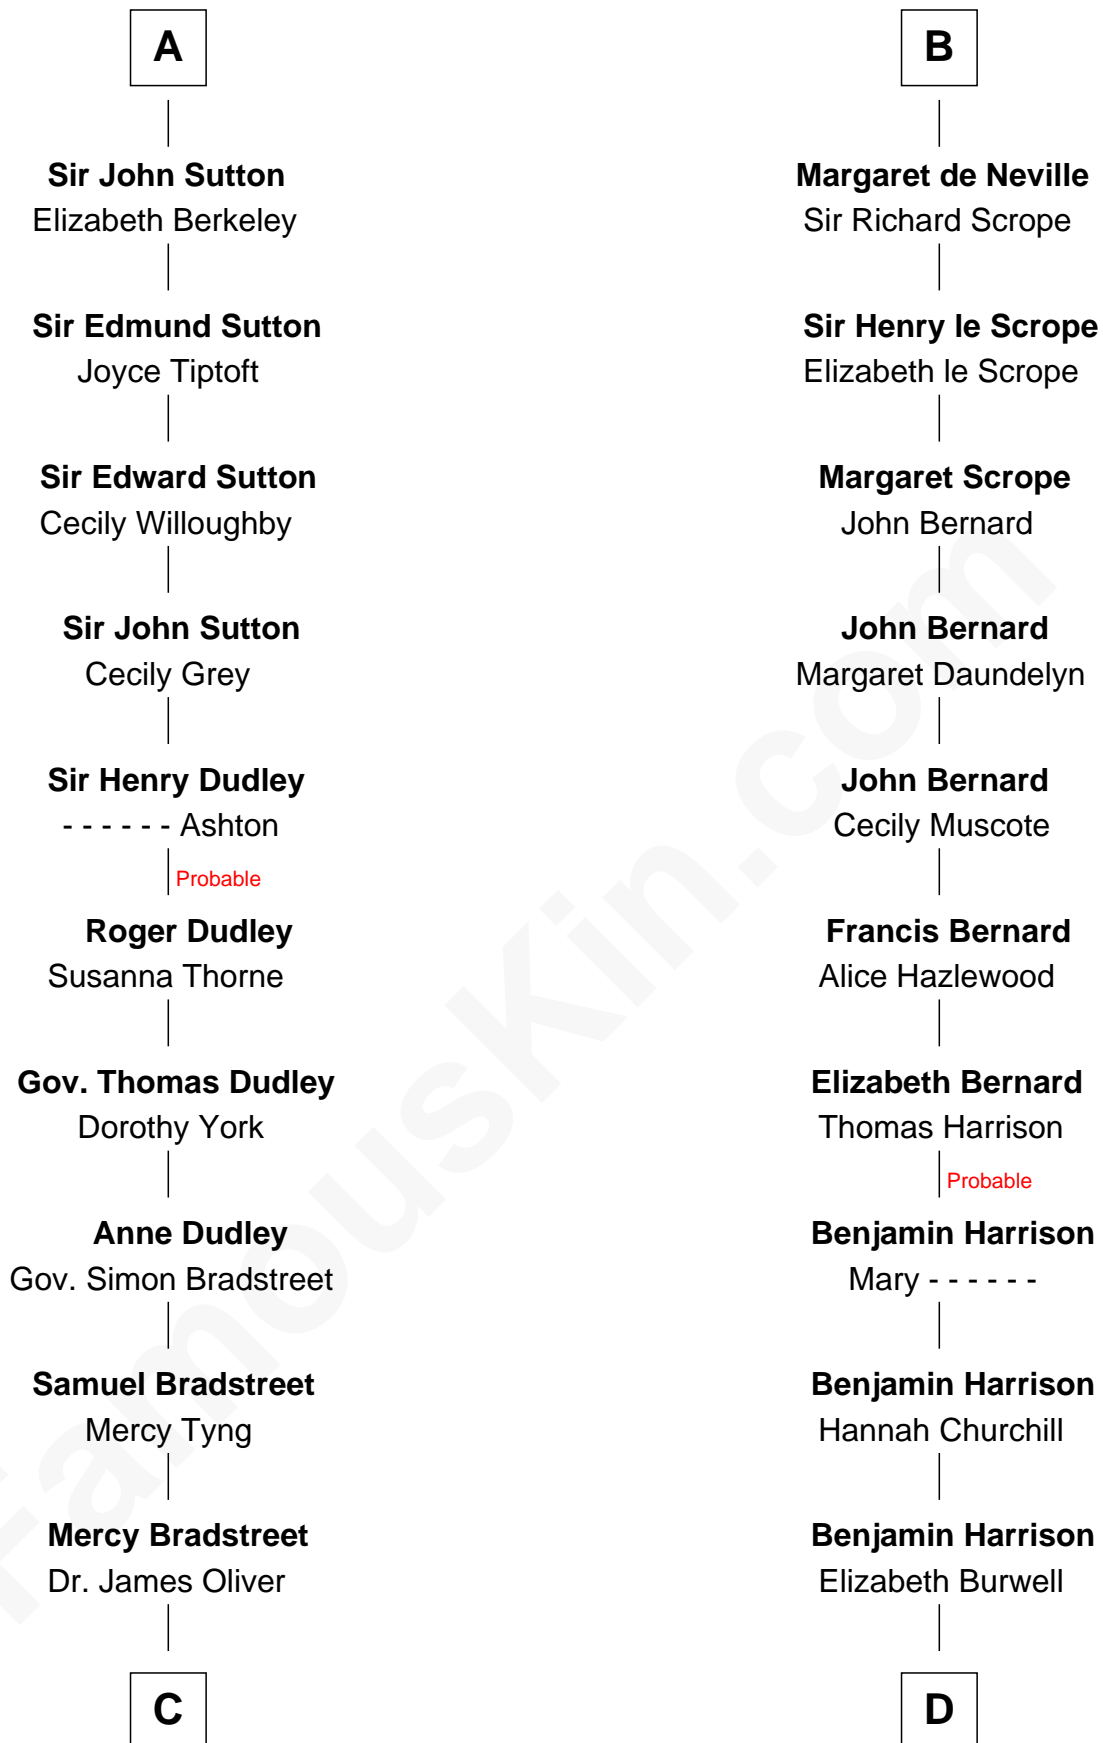 A
Sir John Sutton
Elizabeth Berkeley
Sir Edmund Sutton
Joyce Tiptoft
Sir Edward Sutton
Cecily Willoughby
Sir John Sutton
Cecily Grey
Sir Henry Dudley
- - - - - - Ashton
Probable
Roger Dudley
Susanna Thorne
Gov. Thomas Dudley
Dorothy York
Anne Dudley
Gov. Simon Bradstreet
Samuel Bradstreet
Mercy Tyng
Mercy Bradstreet
Dr. James Oliver
C
B
Margaret de Neville
Sir Richard Scrope
Sir Henry le Scrope
Elizabeth le Scrope
Margaret Scrope
John Bernard
John Bernard
Margaret Daundelyn
John Bernard
Cecily Muscote
Francis Bernard
Alice Hazlewood
Elizabeth Bernard
Thomas Harrison
Probable
Benjamin Harrison
Mary - - - - - -
Benjamin Harrison
Hannah Churchill
Benjamin Harrison
Elizabeth Burwell
D
FamousKin.com